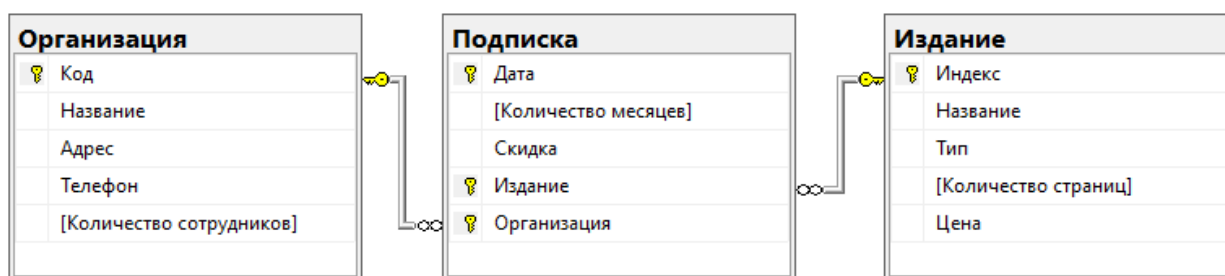 Организация
Код
Название
Адрес
Телефон
[Количество сотрудников]
Подписка
Дата
[Количество месяцев]
Скидка
Издание
Организация
Издание
Индекс
Название
Тип
[Количество страниц]
Цена